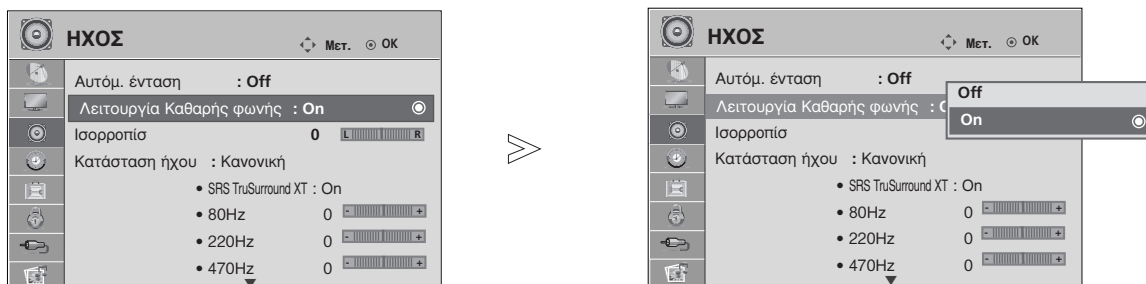 ΗΧΟΣ
Μετ. OK
Αυτόμ. ένταση : Off
Λειτουργία Καθαρής φωνής : On
Ισορροπίσ 0 L R
Κατάσταση ήχου : Κανονική
• SRS TruSurround XT : On
• 80Hz 0 - +
• 220Hz 0 - +
• 470Hz 0 - +
ΗΧΟΣ
Μετ. OK
Αυτόμ. ένταση : Off
Λειτουργία Καθαρής φωνής :
Off
On
Ισορροπίσ
Κατάσταση ήχου : Κανονική
• SRS TruSurround XT : On
• 80Hz 0 - +
• 220Hz 0 - +
• 470Hz 0 - +